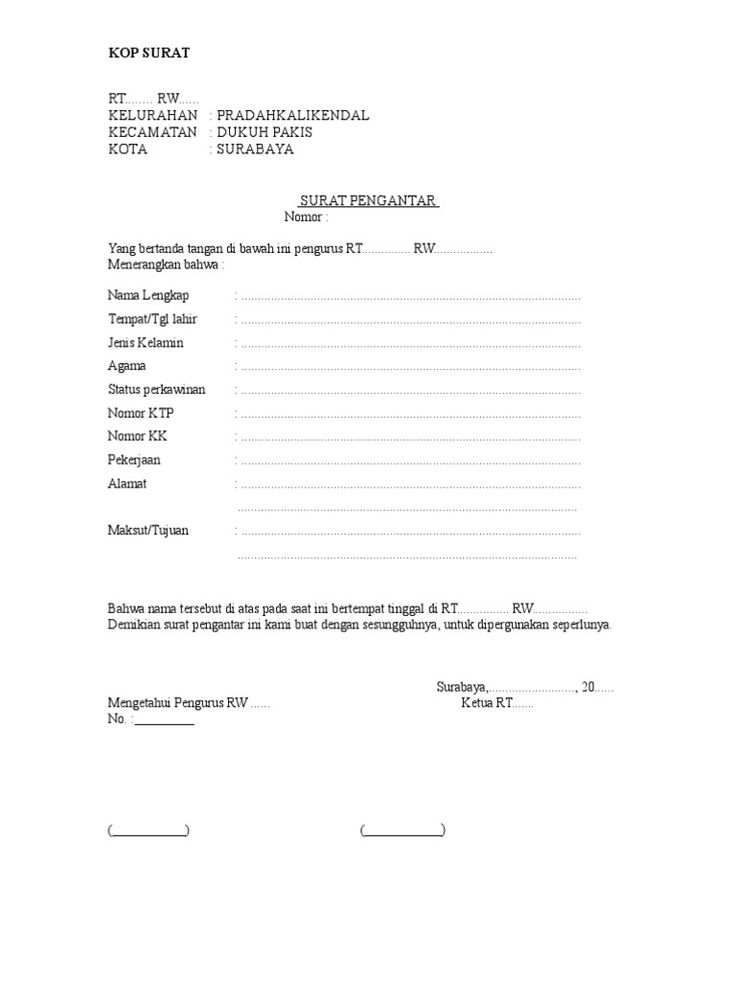 KOP SURAT
RT........ RW......
KELURAHAN : PRADAHKALIKENDAL
KECAMATAN : DUKUH PAKIS
KOTA : SURABAYA
SURAT PENGANTAR
Nomor :
Yang bertanda tangan di bawah ini pengurus RT............... RW..................
Menerangkan bahwa :
Nama Lengkap : ........................................................................................................
Tempat/Tgl lahir : ........................................................................................................
Jenis Kelamin : ........................................................................................................
Agama : ........................................................................................................
Status perkawinan : ........................................................................................................
Nomor KTP : ........................................................................................................
Nomor KK : ........................................................................................................
Pekerjaan : ........................................................................................................
Alamat : ........................................................................................................
........................................................................................................
Maksut/Tujuan : ........................................................................................................
........................................................................................................
Bahwa nama tersebut di atas pada saat ini bertempat tinggal di RT................ RW.................
Demikian surat pengantar ini kami buat dengan sesungguhnya, untuk dipergunakan seperlunya.
Surabaya,.........................., 20......
Mengetahui Pengurus RW ...... Ketua RT.......
No. :_________
(___________) (____________)